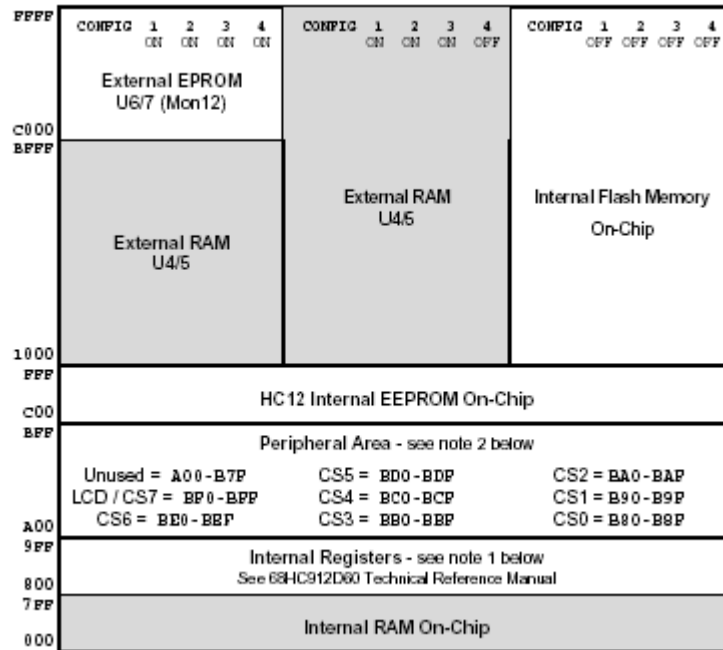 FFFF
CONFIG 1 2 3 4
ON ON ON ON
External EPROM
U6/7 (Mon12)
C000
BFFF
External RAM
U4/5
CONFIG 1 2 3 4
ON ON ON OFF
External RAM
U4/5
CONFIG 1 2 3 4
OFF OFF OFF OFF
Internal Flash Memory
On-Chip
1000
FFF
HC12 Internal EEPROM On-Chip
C00
BFF
Peripheral Area - see note 2 below
Unused = A00-B7F CS5 = BD0-BDF CS2 = BA0-BAF
LCD / CS7 = BF0-BFF CS4 = BC0-BCF CS1 = B90-B9F
CS6 = BE0-BEF CS3 = BB0-BBF CS0 = B80-B8F
A00
9FF
Internal Registers - see note 1 below
See 68HC912D60 Technical Reference Manual
800
7FF
Internal RAM On-Chip
000